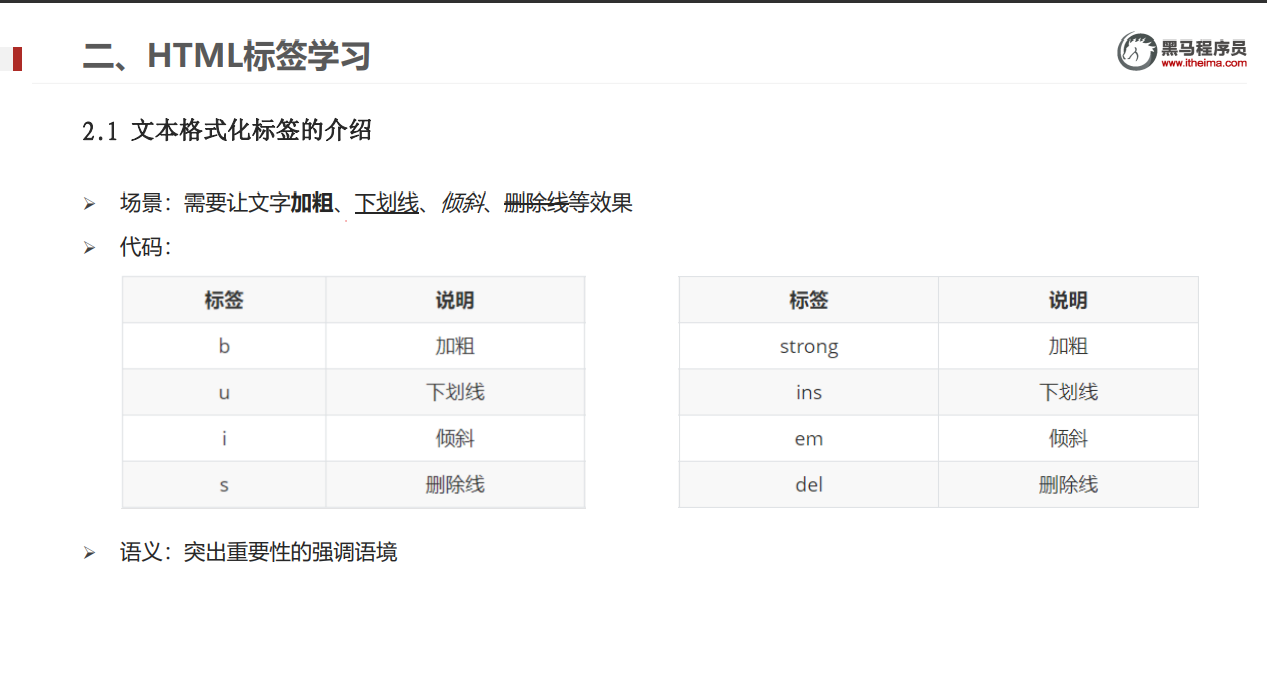 二、HTML标签学习
黑马程序员
www.itheima.com
2.1 文本格式化标签的介绍
➢ 场景：需要让文字加粗、下划线、倾斜、删除线等效果
➢ 代码：
标签 说明
b 加粗
u 下划线
i 倾斜
s 删除线
标签 说明
strong 加粗
ins 下划线
em 倾斜
del 删除线
➢ 语义：突出重要性的强调语境